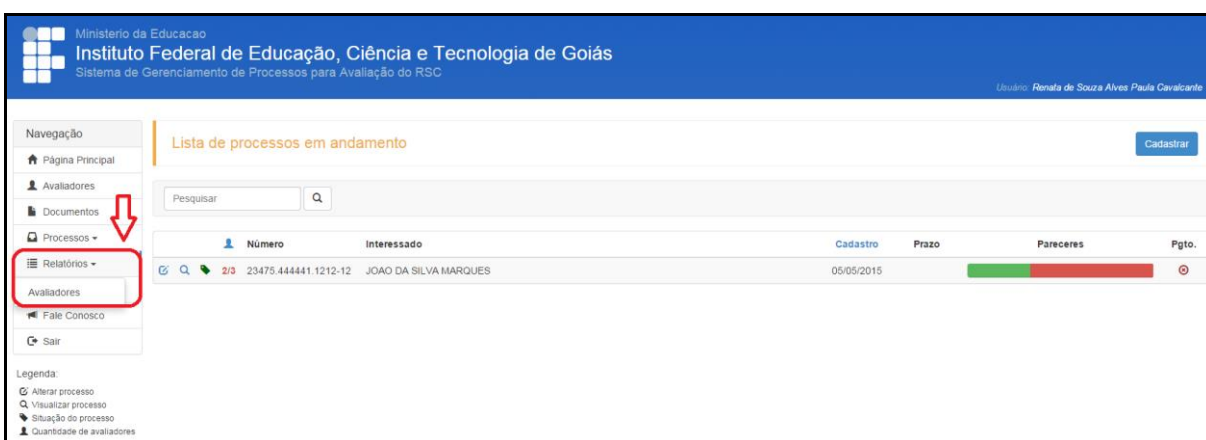 Ministerio da Educacao
Instituto Federal de Educação, Ciência e Tecnologia de Goiás
Sistema de Gerenciamento de Processos para Avaliação do RSC
Usuário: Renata de Souza Alves Paula Cavalcante
Navegação
Página Principal
Avaliadores
Documentos
Processos
Relatórios
Avaliadores
Fale Conosco
Sair
Legenda:
Alterar processo
Visualizar processo
Situação do processo
Quantidade de avaliadores
Lista de processos em andamento
Cadastrar
Pesquisar
Número Interessado Cadastro Prazo Pareceres Pgto.
2/3 23475.444441.1212-12 JOAO DA SILVA MARQUES 05/05/2015